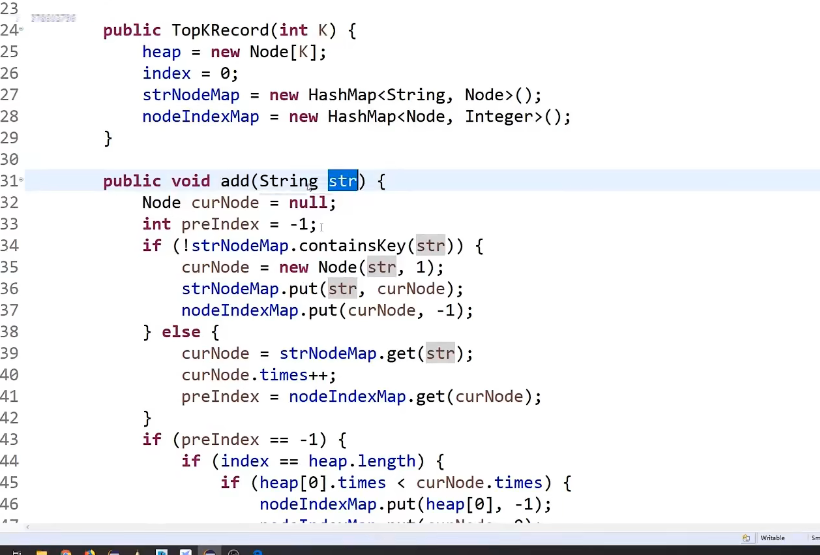 23
24 public TopKRecord(int K) {
25 heap = new Node[K];
26 index = 0;
27 strNodeMap = new HashMap<String, Node>();
28 nodeIndexMap = new HashMap<Node, Integer>();
29 }
30
31 public void add(String str) {
32 Node curNode = null;
33 int preIndex = -1;
34 if (!strNodeMap.containsKey(str)) {
35 curNode = new Node(str, 1);
36 strNodeMap.put(str, curNode);
37 nodeIndexMap.put(curNode, -1);
38 } else {
39 curNode = strNodeMap.get(str);
40 curNode.times++;
41 preIndex = nodeIndexMap.get(curNode);
42 }
43 if (preIndex == -1) {
44 if (index == heap.length) {
45 if (heap[0].times < curNode.times) {
46 nodeIndexMap.put(heap[0], -1);
Writable